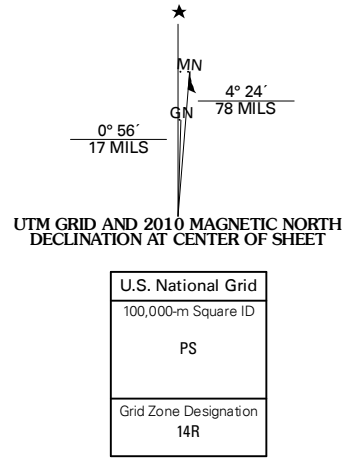 MN
4° 24´
78 MILS
GN
0° 56´
17 MILS
UTM GRID AND 2010 MAGNETIC NORTH
DECLINATION AT CENTER OF SHEET
U.S. National Grid
100,000-m Square ID
PS
Grid Zone Designation
14R